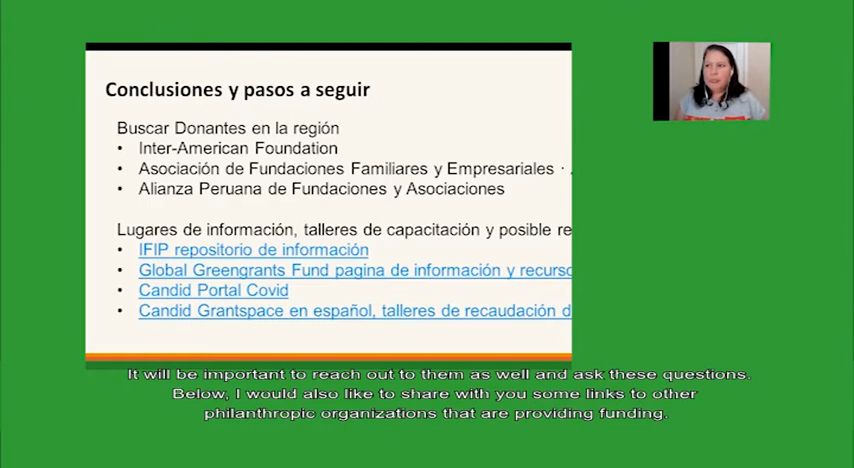 Conclusiones y pasos a seguir
Buscar Donantes en la región
• Inter-American Foundation
• Asociación de Fundaciones Familiares y Empresariales ·
• Alianza Peruana de Fundaciones y Asociaciones
Lugares de información, talleres de capacitación y posible re
• IFIP repositorio de información
• Global Greengrants Fund pagina de información y recurso
• Candid Portal Covid
• Candid Grantspace en español, talleres de recaudación d
It will be important to reach out to them as well and ask these questions.
Below, I would also like to share with you some links to other
philanthropic organizations that are providing funding.